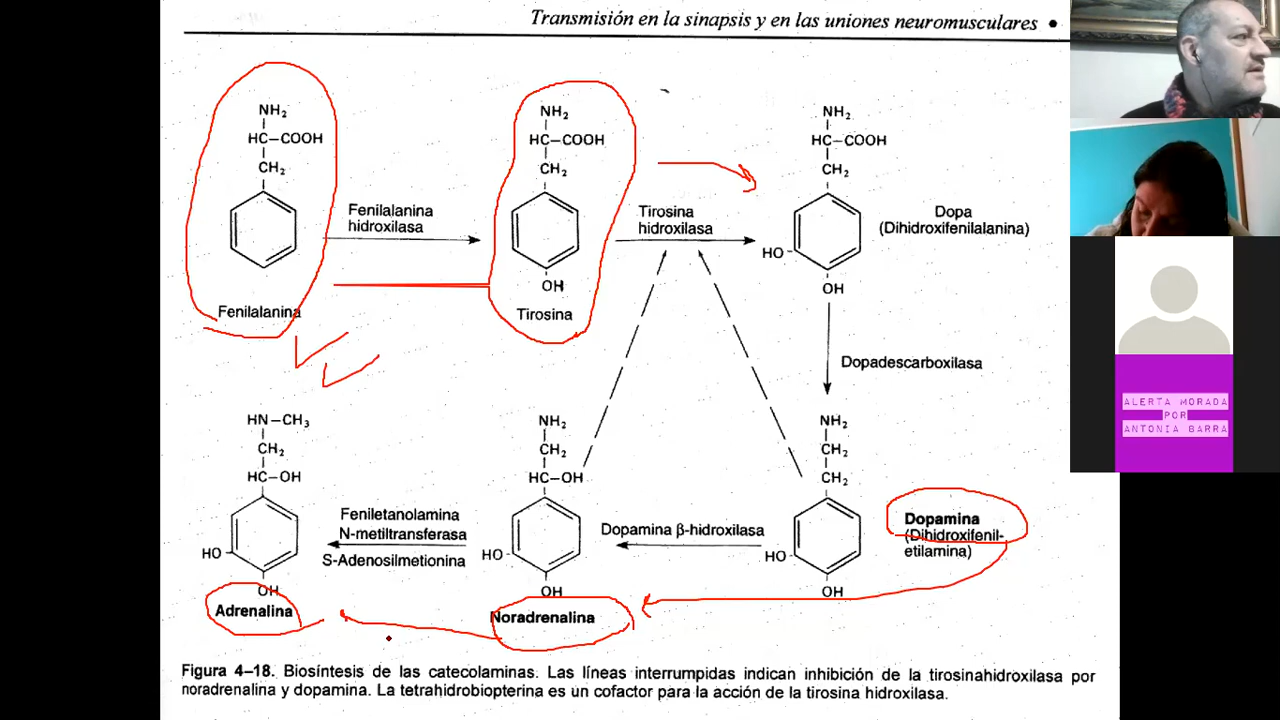 Transmisión en la sinapsis y en las uniones neuromusculares •
NH₂
HC–COOH
CH₂
Fenilalanina
Fenilalanina
hidroxilasa
NH₂
HC–COOH
CH₂
OH
Tirosina
Tirosina
hidroxilasa
NH₂
HC–COOH
CH₂
HO
OH
Dopa
(Dihidroxifenilalanina)
Dopadescarboxilasa
NH₂
CH₂
CH₂
HO
OH
Dopamina
(Dihidroxifenil-
etilamina)
Dopamina β-hidroxilasa
NH₂
CH₂
HC–OH
HO
OH
Noradrenalina
Feniletanolamina
N-metiltransferasa
S-Adenosilmetionina
HN–CH₃
CH₂
HC–OH
HO
OH
Adrenalina
Figura 4–18. Biosíntesis de las catecolaminas. Las líneas interrumpidas indican inhibición de la tirosinahidroxilasa por
noradrenalina y dopamina. La tetrahidrobiopterina es un cofactor para la acción de la tirosina hidroxilasa.
ALERTA MORADA
POR
ANTONIA BARRA